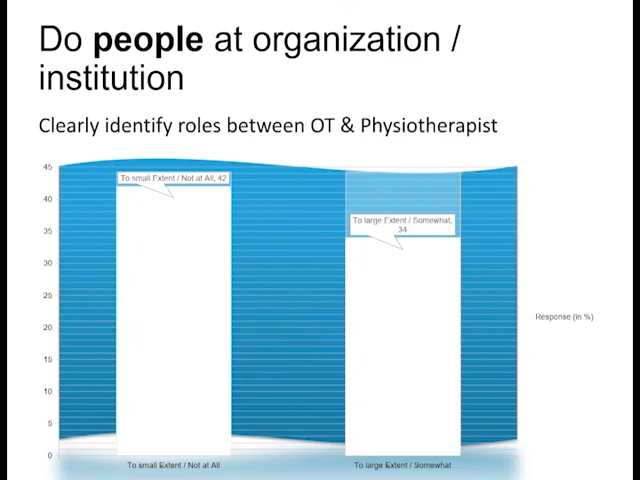 Do people at organization /
institution
Clearly identify roles between OT & Physiotherapist
45
40
35
30
25
20
15
10
5
0
To small Extent / Not at All, 42
To large Extent / Somewhat,
34
Response (in %)
To small Extent / Not at All
To large Extent / Somewhat